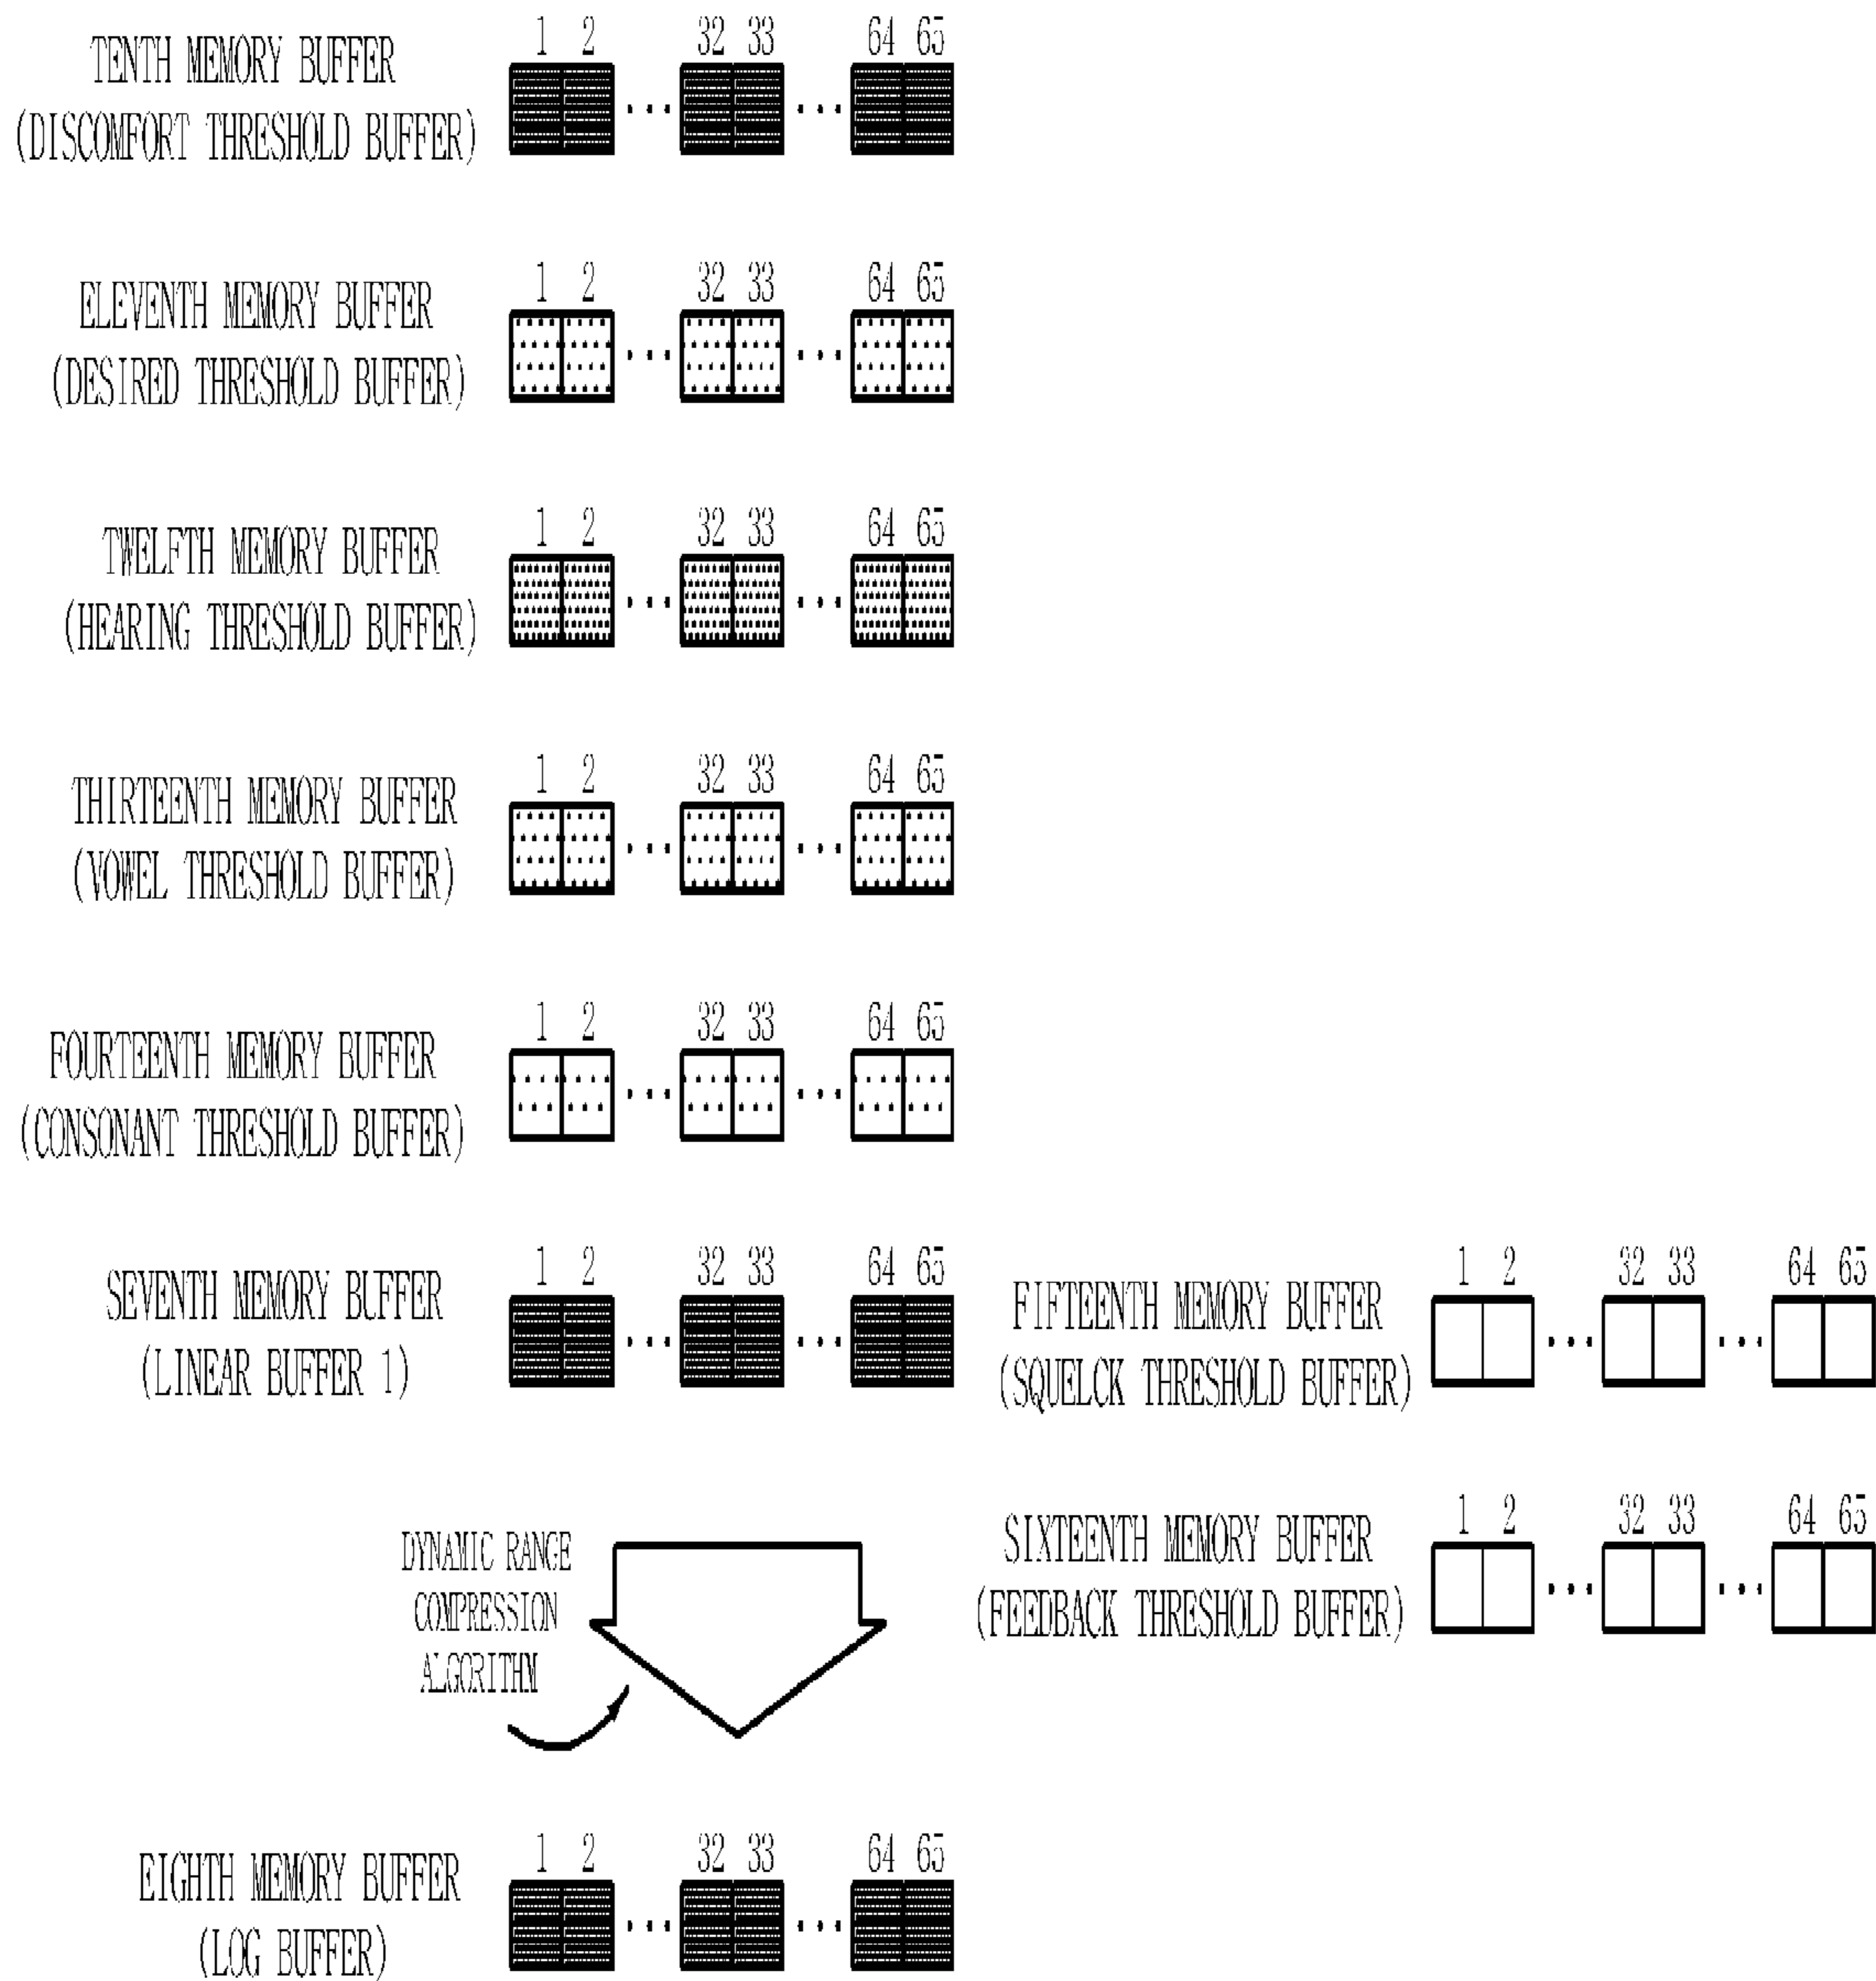 1 2 32 33 64 65
TENTH MEMORY BUFFER
(DISCOMFORT THRESHOLD BUFFER)
1 2 32 33 64 65
ELEVENTH MEMORY BUFFER
(DESIRED THRESHOLD BUFFER)
1 2 32 33 64 65
TWELFTH MEMORY BUFFER
(HEARING THRESHOLD BUFFER)
1 2 32 33 64 65
THIRTEENTH MEMORY BUFFER
(VOWEL THRESHOLD BUFFER)
1 2 32 33 64 65
FOURTEENTH MEMORY BUFFER
(CONSONANT THRESHOLD BUFFER)
1 2 32 33 64 65
SEVENTH MEMORY BUFFER
(LINEAR BUFFER 1)
1 2 32 33 64 65
FIFTEENTH MEMORY BUFFER
(SQUELCK THRESHOLD BUFFER)
1 2 32 33 64 65
SIXTEENTH MEMORY BUFFER
(FEEDBACK THRESHOLD BUFFER)
DYNAMIC RANGE
COMPRESSION
ALGORITHM
1 2 32 33 64 65
EIGHTH MEMORY BUFFER
(LOG BUFFER)